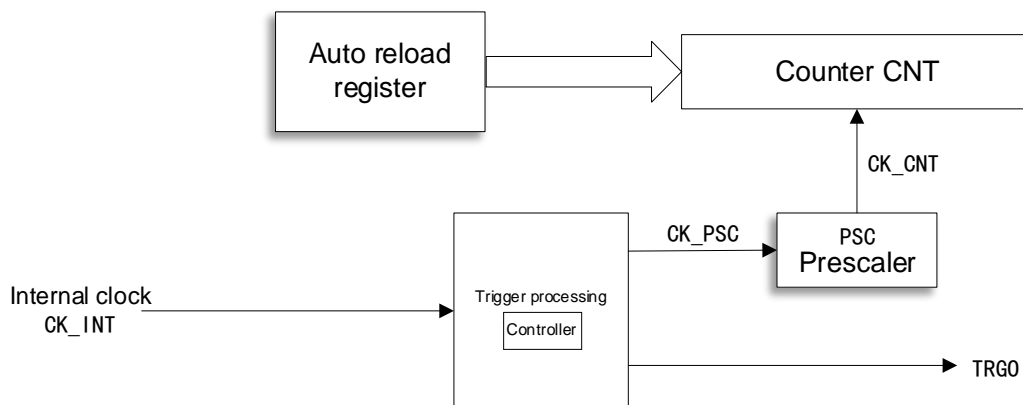 Auto reload
register
Counter CNT
CK_CNT
CK_PSC
PSC
Prescaler
Internal clock
CK_INT
Trigger processing
Controller
TRGO